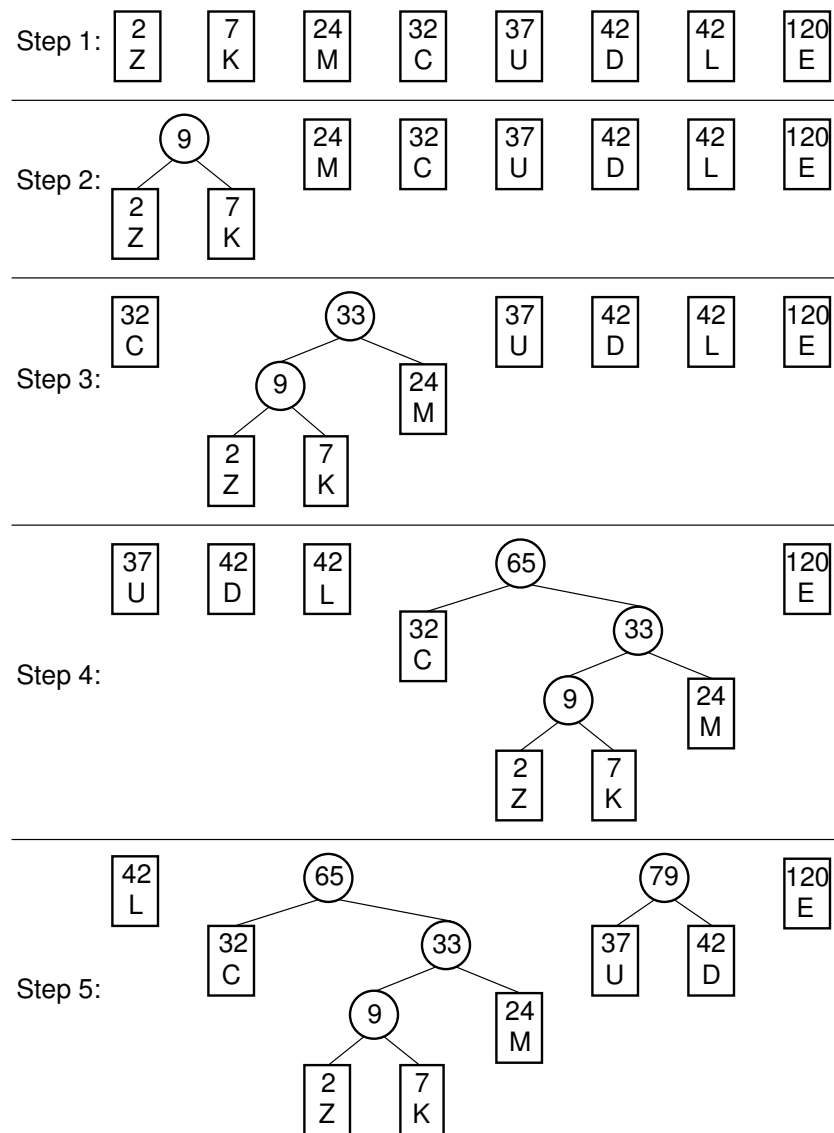 Step 1:
2 7 24 32 37 42 42 120
Z K M C U D L E
Step 2:
9
24 32 37 42 42 120
M C U D L E
2 7
Z K
Step 3:
32 33 37 42 42 120
C U D L E
9 24
M
2 7
Z K
Step 4:
37 42 42 65 120
U D L E
32 33
C
9 24
M
2 7
Z K
Step 5:
42 65 79 120
L E
32 33 37 42
C U D
9 24
M
2 7
Z K